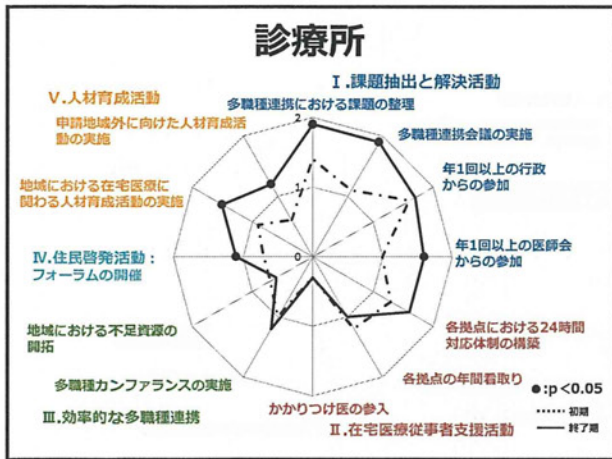 診療所
Ⅰ.課題抽出と解決活動
多職種連携における課題の整理
多職種連携会議の実施
年1回以上の行政
からの参加
年1回以上の医師会
からの参加
各拠点における24時間
対応体制の構築
各拠点の年間看取り
かかりつけ医の参入
Ⅱ.在宅医療従事者支援活動
Ⅴ.人材育成活動
申請地域外に向けた人材育成活
動の実施
地域における在宅医療に
関わる人材育成活動の実施
Ⅳ.住民啓発活動：
フォーラムの開催
地域における不足資源の
開拓
多職種カンファランスの実施
Ⅲ.効率的な多職種連携
2
1
0
●:p＜0.05
初期
終了期